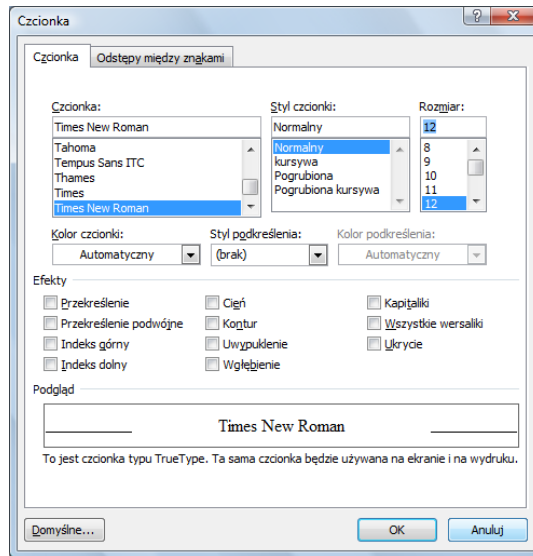 Czcionka
Czcionka
Odstępy między znakami
Czcionka:
Styl czcionki:
Rozmiar:
Times New Roman
Normalny
12
Tahoma
Tempus Sans ITC
Thames
Times
Times New Roman
Normalny
kursywa
Pogrubiona
Pogrubiona kursywa
8
9
10
11
12
Kolor czcionki:
Styl podkreślenia:
Kolor podkreślenia:
Automatyczny
(brak)
Automatyczny
Efekty
Przekreślenie
Cień
Kapitaliki
Przekreślenie podwójne
Kontur
Wszystkie wersaliki
Indeks górny
Uwypuklenie
Ukrycie
Indeks dolny
Wgłębienie
Podgląd
Times New Roman
To jest czcionka typu TrueType. Ta sama czcionka będzie używana na ekranie i na wydruku.
Domyślne...
OK
Anuluj